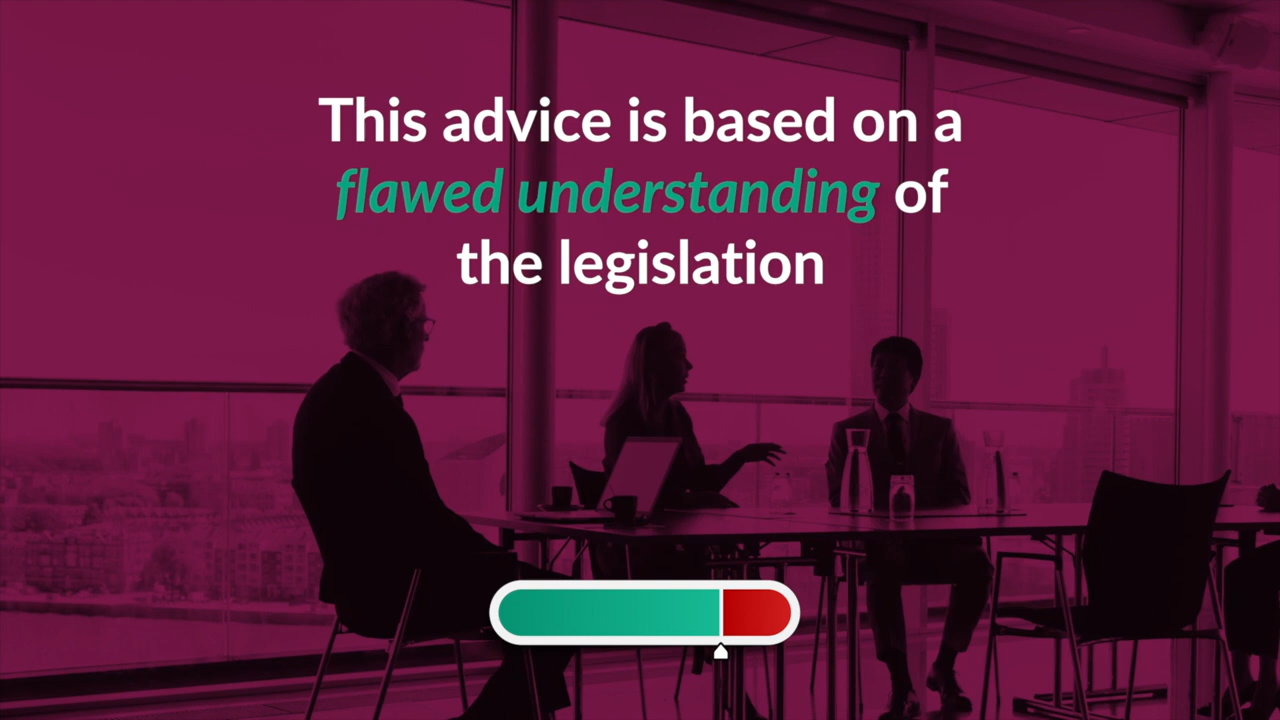 This advice is based on a
flawed understanding of
the legislation